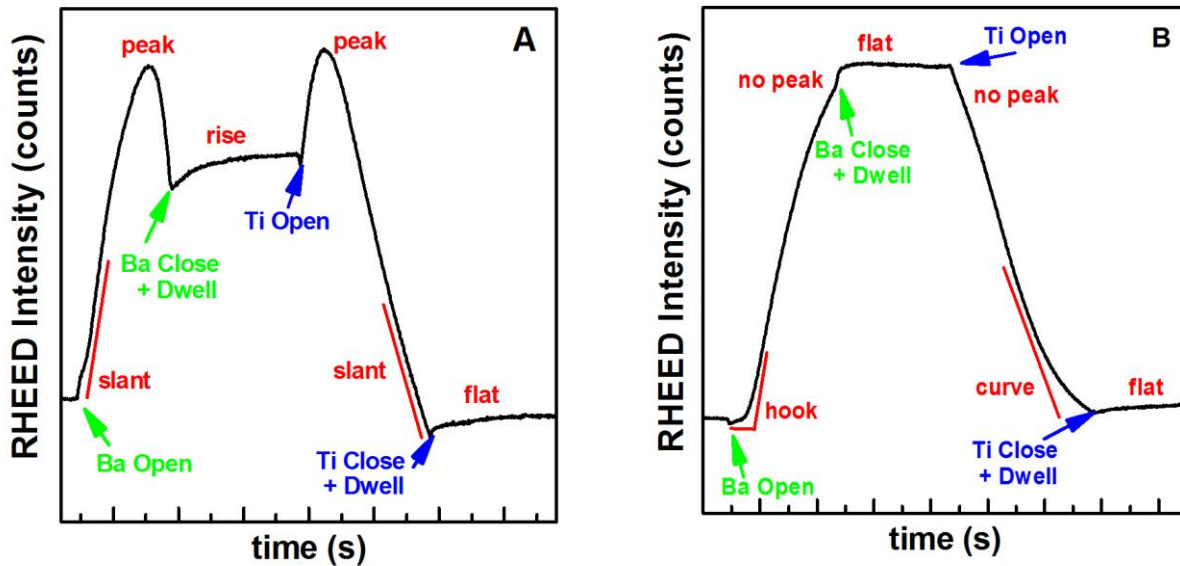 RHEED Intensity (counts)
A
peak
peak
rise
Ti Open
Ba Close
+ Dwell
slant
slant
flat
Ba Open
Ti Close
+ Dwell
time (s)
RHEED Intensity (counts)
B
flat
Ti Open
no peak
no peak
Ba Close
+ Dwell
hook
curve
flat
Ba Open
Ti Close
+ Dwell
time (s)